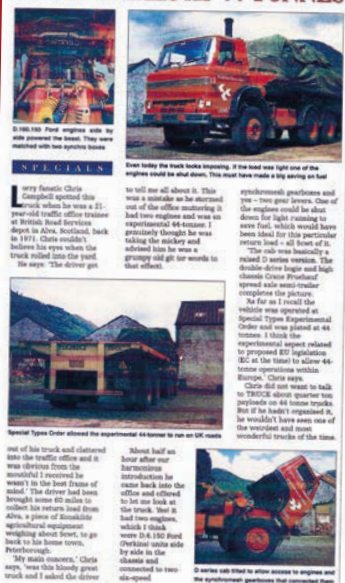 D.160.150 Ford engines side by
side powered the beast. They were
matched with two synchro boxes
Even today the truck looks imposing. If the load was light one of the
engines could be shut down. This must have made a big saving on fuel
SPECIALS
Lorry fanatic Chris
Campbell spotted this
truck when he was a 21-
year-old traffic office trainee
at British Road Services
depot in Alva, Scotland, back
in 1971. Chris couldn't
believe his eyes when the
truck rolled into the yard.
He says: 'The driver got
out of his truck and clattered
into the traffic office and it
was obvious from the
mouthful I received he
wasn't in the best frame of
mind.' The driver had been
brought some 60 miles to
collect his return load from
Alva, a piece of
agricultural equipment
weighing about 5cwt, to go
back to his home town,
Peterborough.
'My main concern,' Chris
says, 'was this bloody great
truck and I asked the driver
to tell me all about it. This
was a mistake as he stormed
out of the office muttering it
had two engines and was an
experimental 44-tonner. I
genuinely thought he was
taking the mickey and
advised him he was a
grumpy old git (or words to
that effect).
About half an
hour after our
harmonious
introduction he
came back into the
office and offered
to let me look at
the truck. Yes! it
had two engines,
which I think
were D.6.150 Ford
(Perkins) units side
by side in the
chassis and
connected to two
six-speed
synchromesh gearboxes and
yes – two gear levers. One of
the engines could be shut
down for light running to
save fuel, which would have
been ideal for this particular
return load – all 5cwt of it.
'The cab was basically a
raised D series version. The
double-drive bogie and high
chassis Crane Fruehauf
spread axle semi-trailer
complete the picture.
'As far as I recall the
vehicle was operated at
Special Types Experimental
Order and was plated at 44
tonnes. I think the
experimental aspect related
to proposed EU legislation
(EC at the time) to allow 44-
tonne operations within
Europe,' Chris says.
Chris did not want to talk
to TRUCK about quarter ton
payloads on 44 tonne trucks.
But if he hadn't organised it,
he wouldn't have seen one of
the weirdest and most
wonderful trucks of the time.
Special Types Order allowed the experimental 44-tonner to run on UK roads
D series cab tilted to allow access to engines and
the synchromesh gearboxes that connected them